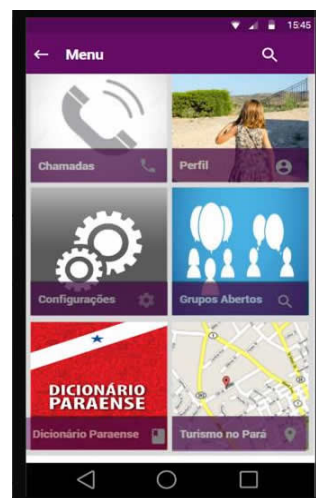 15:45
Menu
Chamadas
Perfil
Configurações
Grupos Abertos
DICIONÁRIO
PARAENSE
Dicionário Paraense
Turismo no Pará